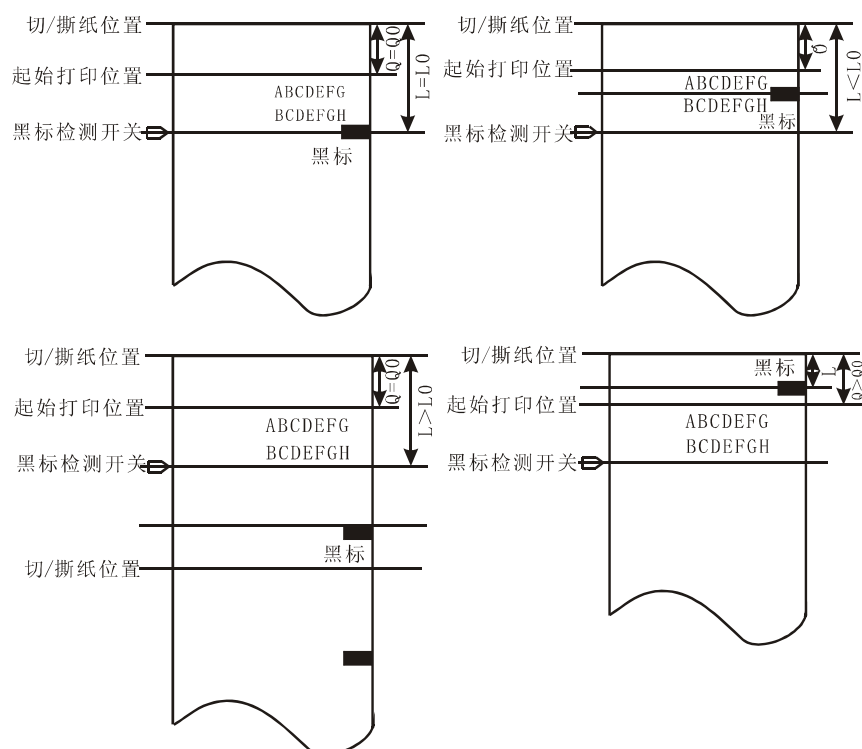 切/撕纸位置
Q=Q0
L=L0
起始打印位置
ABCDEFG
BCDEFGH
黑标检测开关
黑标
切/撕纸位置
Q
L<L0
起始打印位置
ABCDEFG
BCDEFGH
黑标检测开关
黑标
切/撕纸位置
Q=Q0
L>L0
起始打印位置
ABCDEFG
BCDEFGH
黑标检测开关
黑标
切/撕纸位置
切/撕纸位置
黑标
L
Q>Q0
起始打印位置
ABCDEFG
BCDEFGH
黑标检测开关